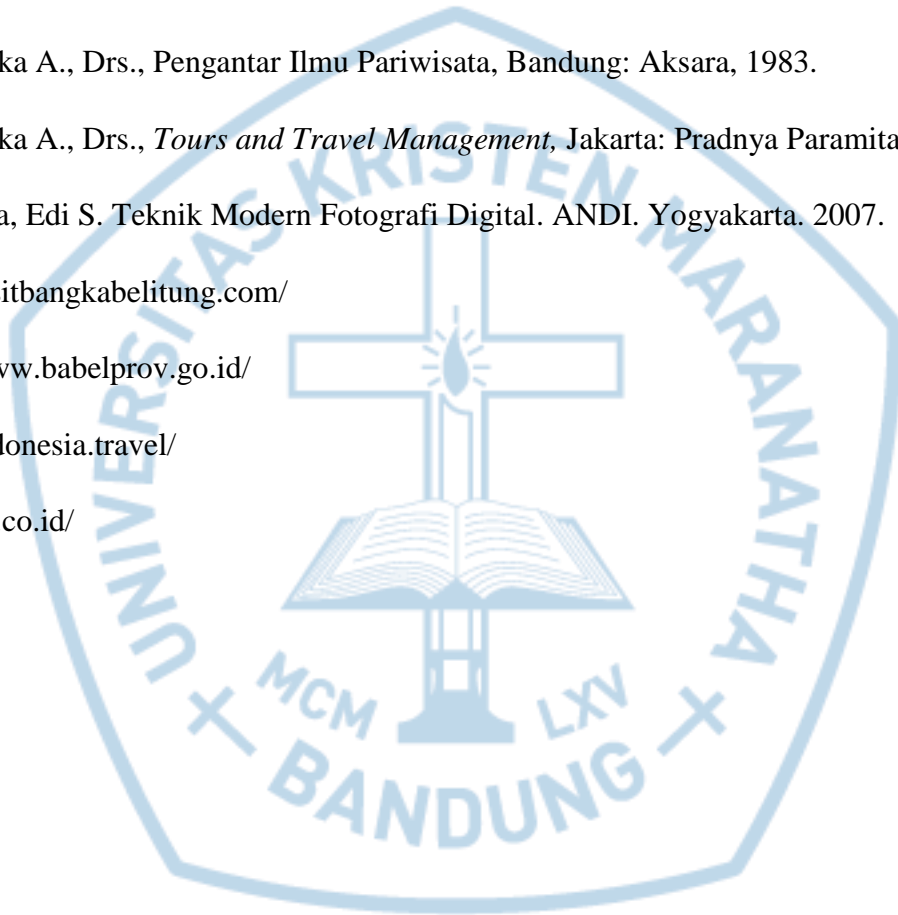 ka A., Drs., Pengantar Ilmu Pariwisata, Bandung: Aksara, 1983.
ka A., Drs., Tours and Travel Management, Jakarta: Pradnya Paramita
a, Edi S. Teknik Modern Fotografi Digital. ANDI. Yogyakarta. 2007.
itbangkabelitung.com/
w.babelprov.go.id/
donesia.travel/
.co.id/
UNIVERSITAS KRISTEN MARANATHA
MCM LXV
BANDUNG